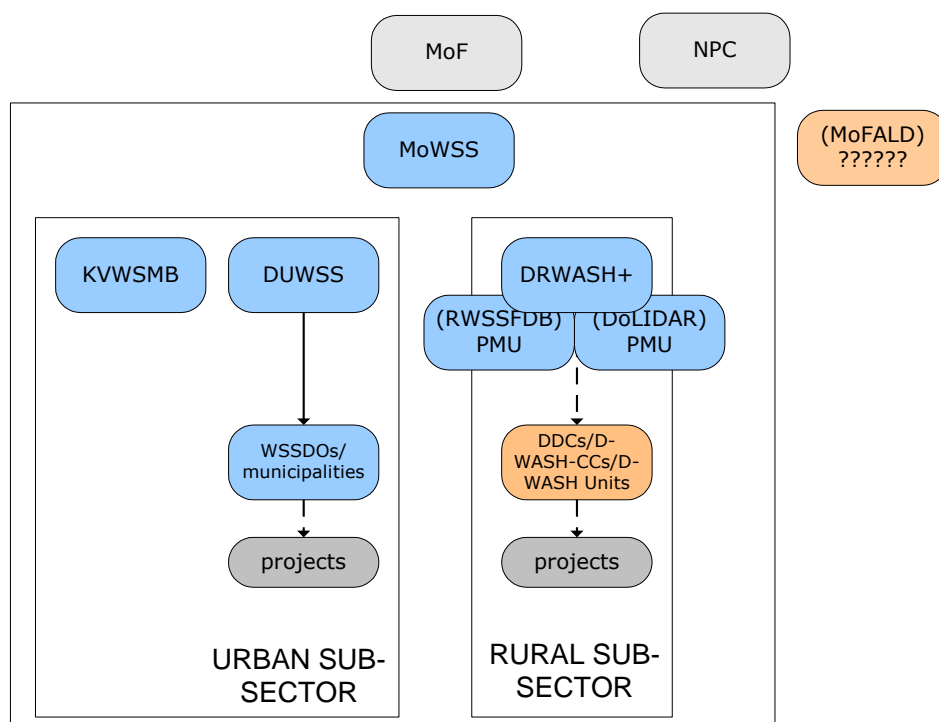 MoF
NPC
MoWSS
(MoFALD)
??????
KVWSMB
DUWSS
DRWASH+
(RWSSFDB)
PMU
(DoLIDAR)
PMU
WSSDOs/
municipalities
DDCs/D-
WASH-CCs/D-
WASH Units
projects
projects
URBAN SUB-
SECTOR
RURAL SUB-
SECTOR